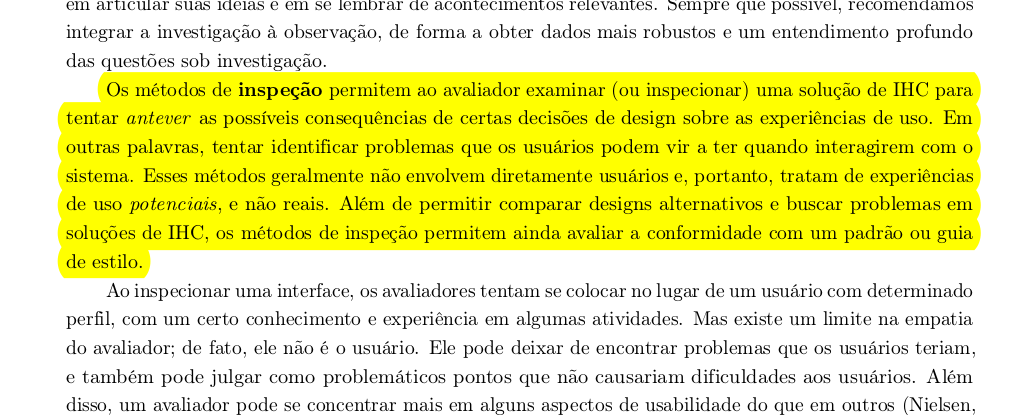 em articular suas ideias e em se lembrar de acontecimentos relevantes. Sempre que possível, recomendamos
integrar a investigação à observação, de forma a obter dados mais robustos e um entendimento profundo
das questões sob investigação.
Os métodos de inspeção permitem ao avaliador examinar (ou inspecionar) uma solução de IHC para
tentar antever as possíveis consequências de certas decisões de design sobre as experiências de uso. Em
outras palavras, tentar identificar problemas que os usuários podem vir a ter quando interagirem com o
sistema. Esses métodos geralmente não envolvem diretamente usuários e, portanto, tratam de experiências
de uso potenciais, e não reais. Além de permitir comparar designs alternativos e buscar problemas em
soluções de IHC, os métodos de inspeção permitem ainda avaliar a conformidade com um padrão ou guia
de estilo.
Ao inspecionar uma interface, os avaliadores tentam se colocar no lugar de um usuário com determinado
perfil, com um certo conhecimento e experiência em algumas atividades. Mas existe um limite na empatia
do avaliador; de fato, ele não é o usuário. Ele pode deixar de encontrar problemas que os usuários teriam,
e também pode julgar como problemáticos pontos que não causariam dificuldades aos usuários. Além
disso, um avaliador pode se concentrar mais em alguns aspectos de usabilidade do que em outros (Nielsen,